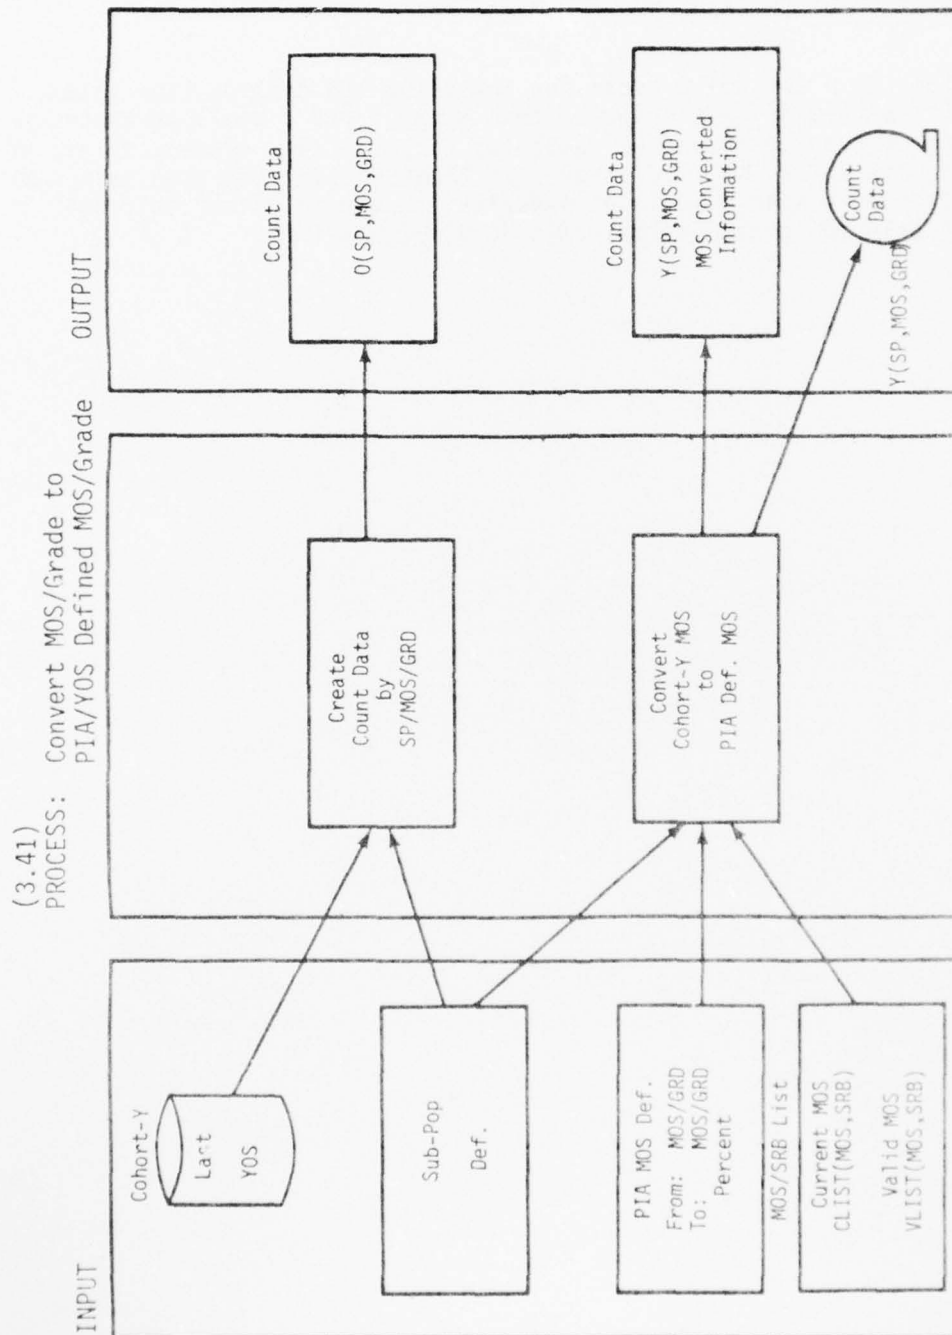 (3.41)
PROCESS: Convert MOS/Grade to
PIA/YOS Defined MOS/Grade
INPUT
OUTPUT
Cohort-Y
Last
YOS
Sub-Pop
Def.
PIA MOS Def.
From: MOS/GRD
To: MOS/GRD
Percent
MOS/SRB List
Current MOS
CLIST(MOS,SRB)
Valid MOS
VLIST(MOS,SRB)
Create
Count Data
by
SP/MOS/GRD
Convert
Cohort-Y MOS
to
PIA Def. MOS
Count Data
O(SP,MOS,GRD)
Count Data
Y(SP,MOS,GRD)
MOS Converted
Information
Count
Data
Y(SP,MOS,GRD)